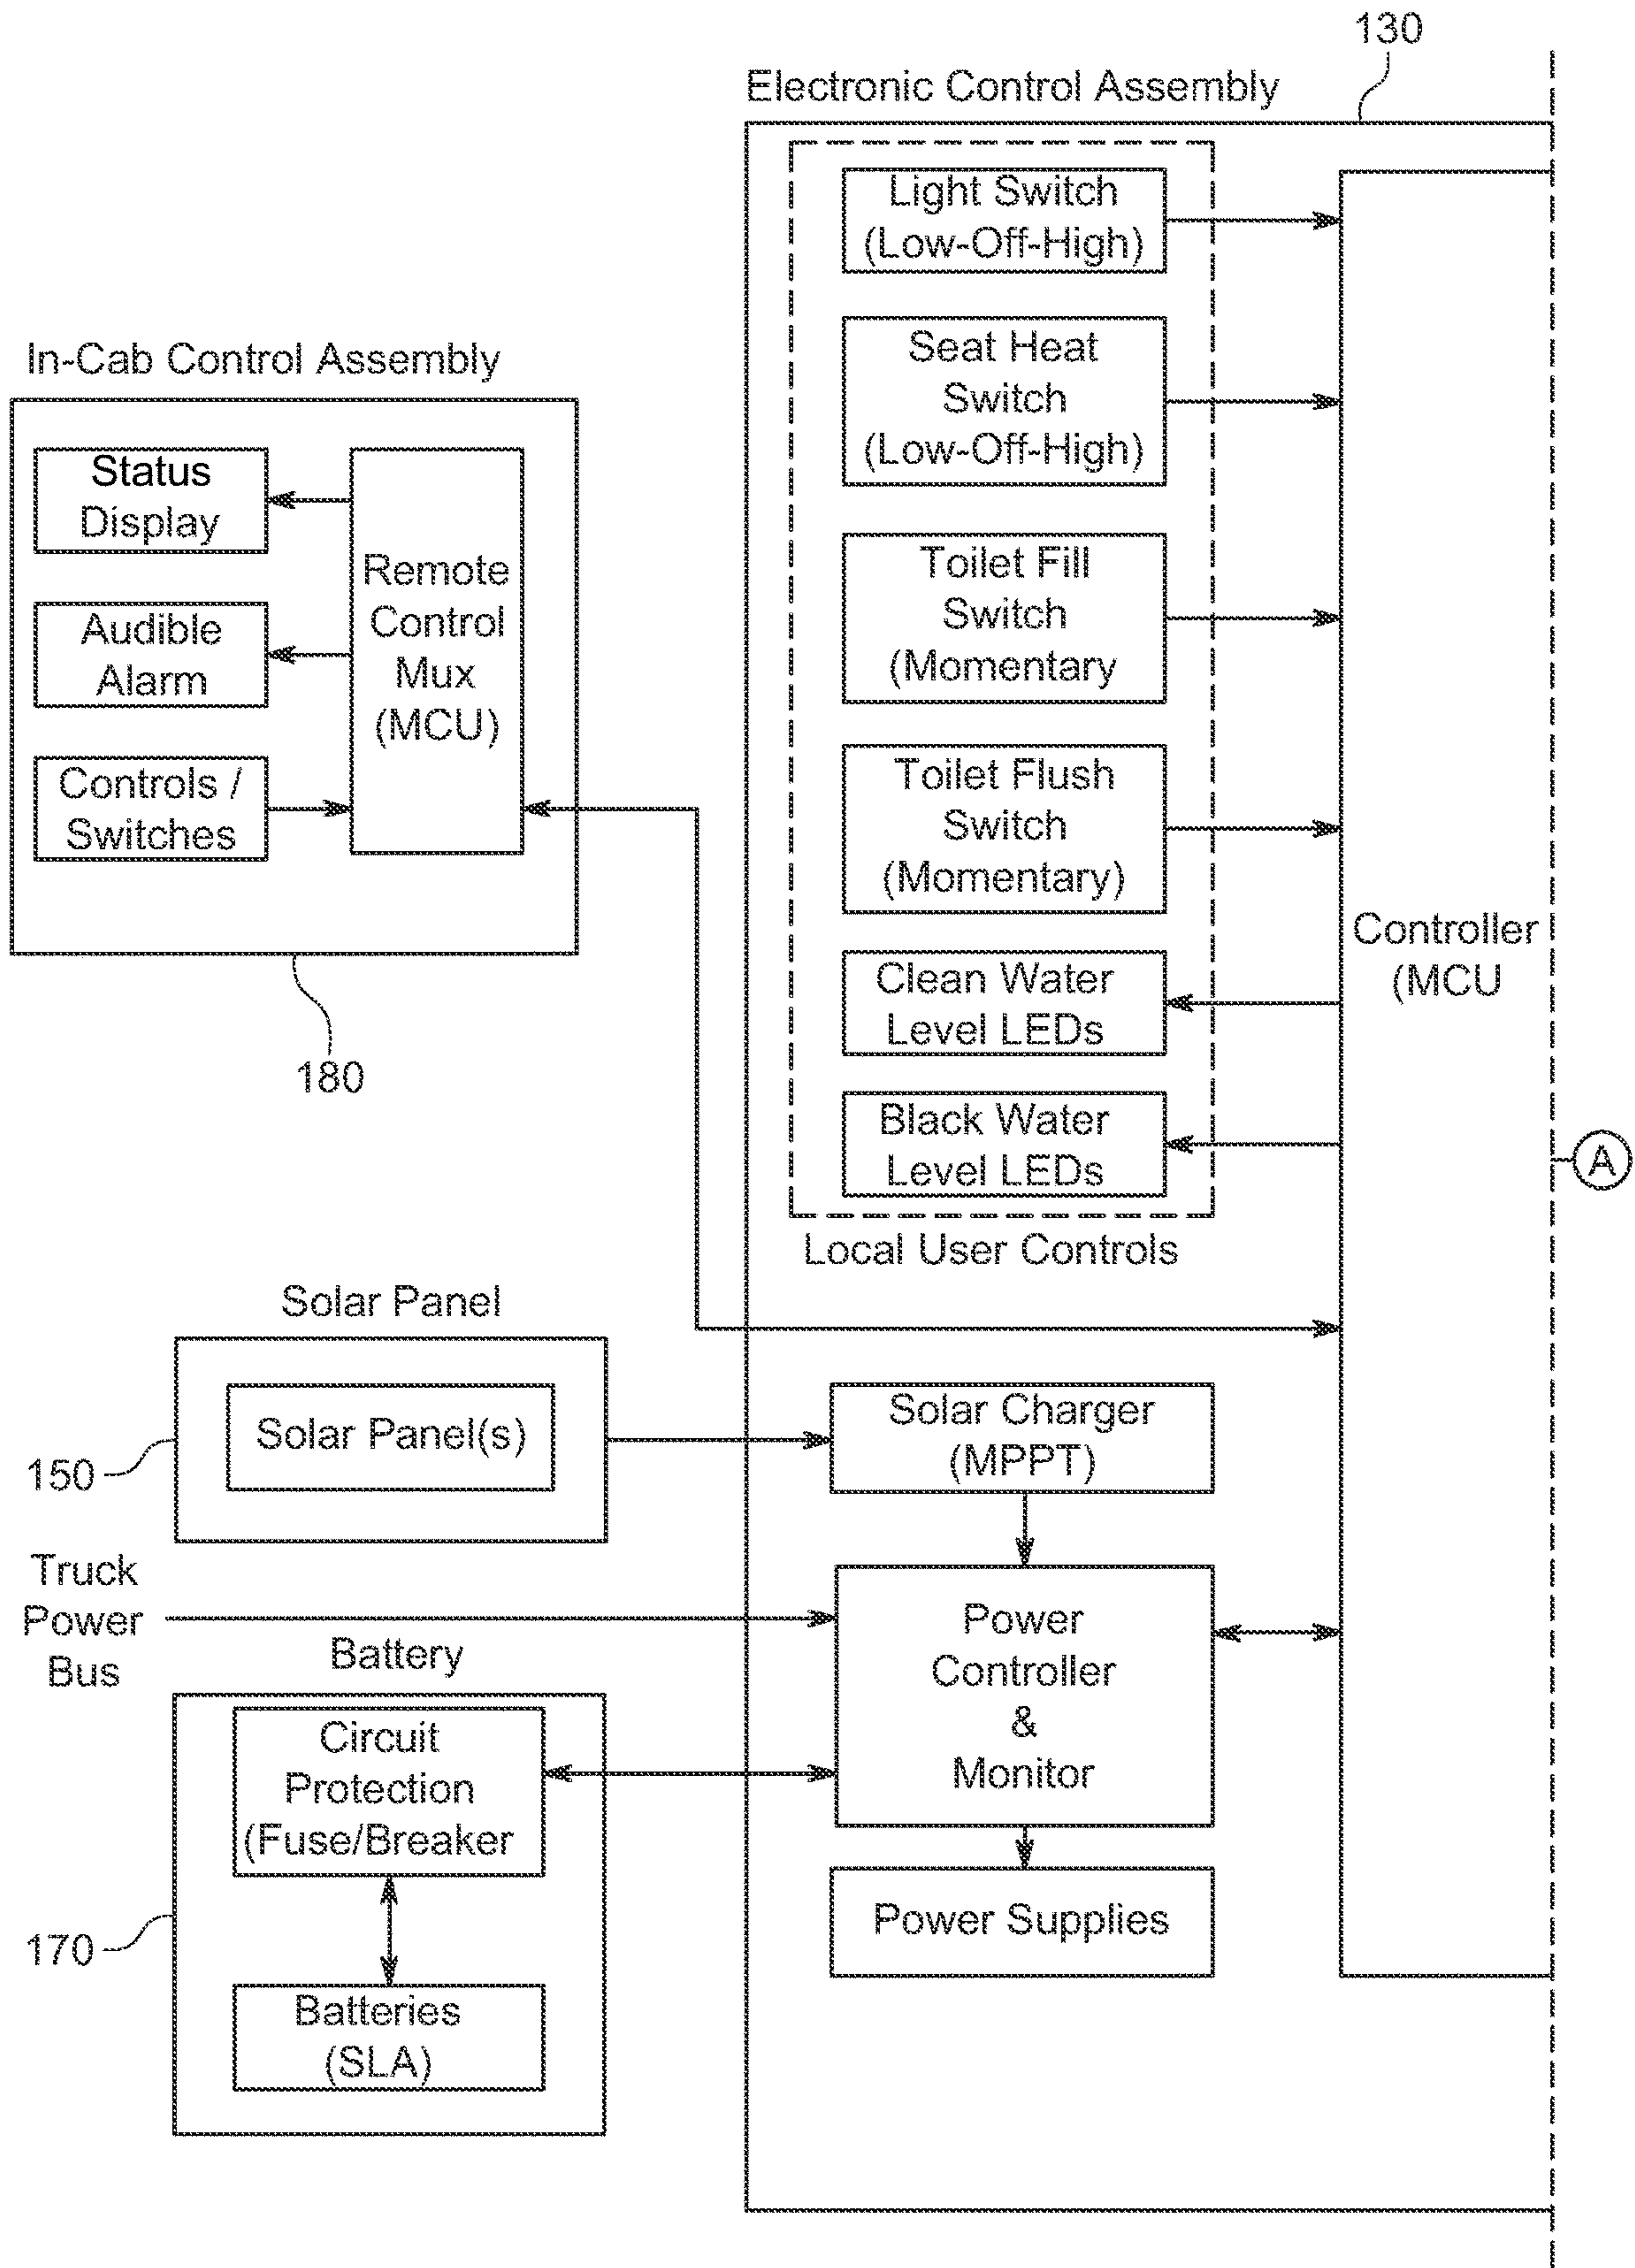 130
Electronic Control Assembly
Light Switch
(Low-Off-High)
Seat Heat
Switch
(Low-Off-High)
Toilet Fill
Switch
(Momentary
Toilet Flush
Switch
(Momentary)
Clean Water
Level LEDs
Black Water
Level LEDs
Local User Controls
Controller
(MCU
A
In-Cab Control Assembly
Status
Display
Audible
Alarm
Controls /
Switches
Remote
Control
Mux
(MCU)
180
Solar Panel
Solar Panel(s)
150
Solar Charger
(MPPT)
Truck
Power
Bus
Power
Controller
&
Monitor
Battery
Circuit
Protection
(Fuse/Breaker
170
Batteries
(SLA)
Power Supplies